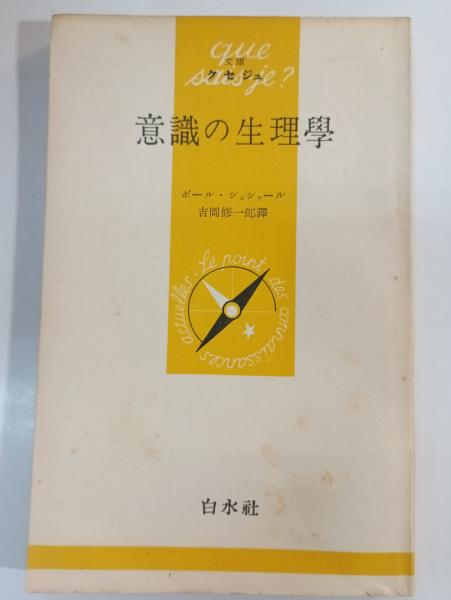 que
文庫
クセジュ
sais-je?
意識の生理學
ポール・ショシャール
吉岡修一郎譯
Le point des connaissances actuelles.
白水社